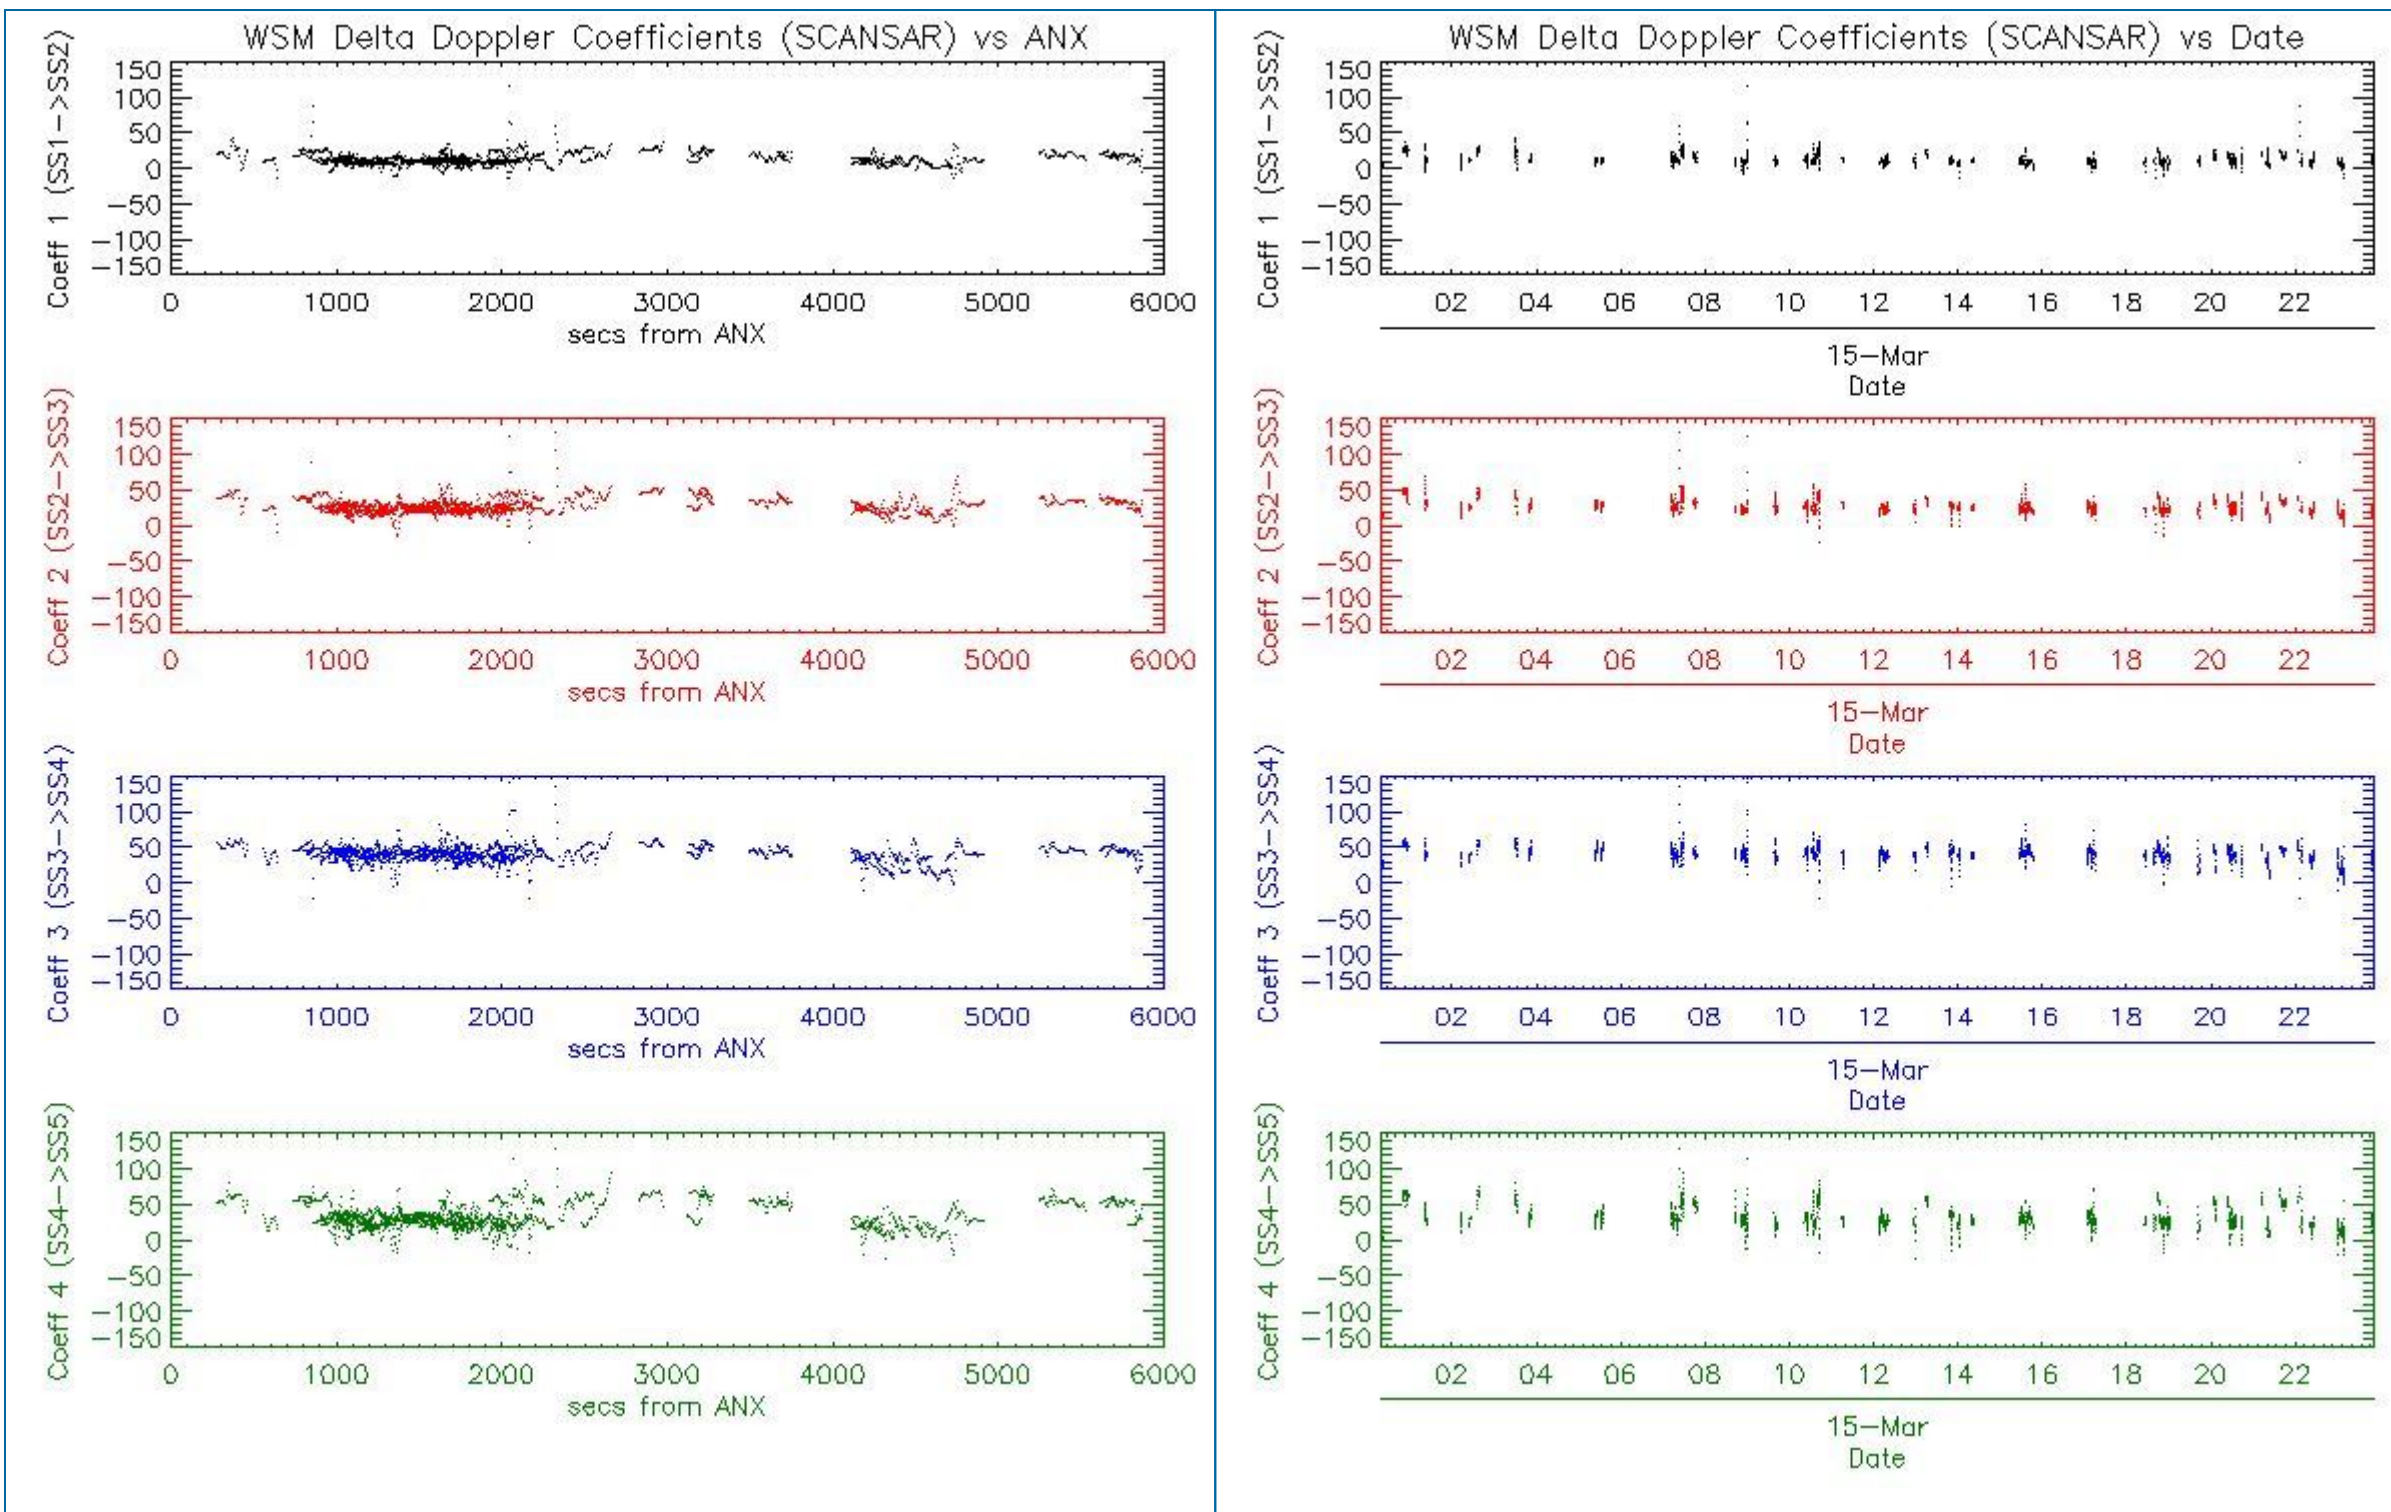 WSM Delta Doppler Coefficients (SCANSAR) vs ANX
Coeff 1 (SS1->SS2)
150
100
50
0
-50
-100
-150
0 1000 2000 3000 4000 5000 6000
secs from ANX
Coeff 2 (SS2->SS3)
150
100
50
0
-50
-100
-150
0 1000 2000 3000 4000 5000 6000
secs from ANX
Coeff 3 (SS3->SS4)
150
100
50
0
-50
-100
-150
0 1000 2000 3000 4000 5000 6000
secs from ANX
Coeff 4 (SS4->SS5)
150
100
50
0
-50
-100
-150
0 1000 2000 3000 4000 5000 6000
secs from ANX
WSM Delta Doppler Coefficients (SCANSAR) vs Date
Coeff 1 (SS1->SS2)
150
100
50
0
-50
-100
-150
02 04 06 08 10 12 14 16 18 20 22
15-Mar
Date
Coeff 2 (SS2->SS3)
150
100
50
0
-50
-100
-150
02 04 06 08 10 12 14 16 18 20 22
15-Mar
Date
Coeff 3 (SS3->SS4)
150
100
50
0
-50
-100
-150
02 04 06 08 10 12 14 16 18 20 22
15-Mar
Date
Coeff 4 (SS4->SS5)
150
100
50
0
-50
-100
-150
02 04 06 08 10 12 14 16 18 20 22
15-Mar
Date